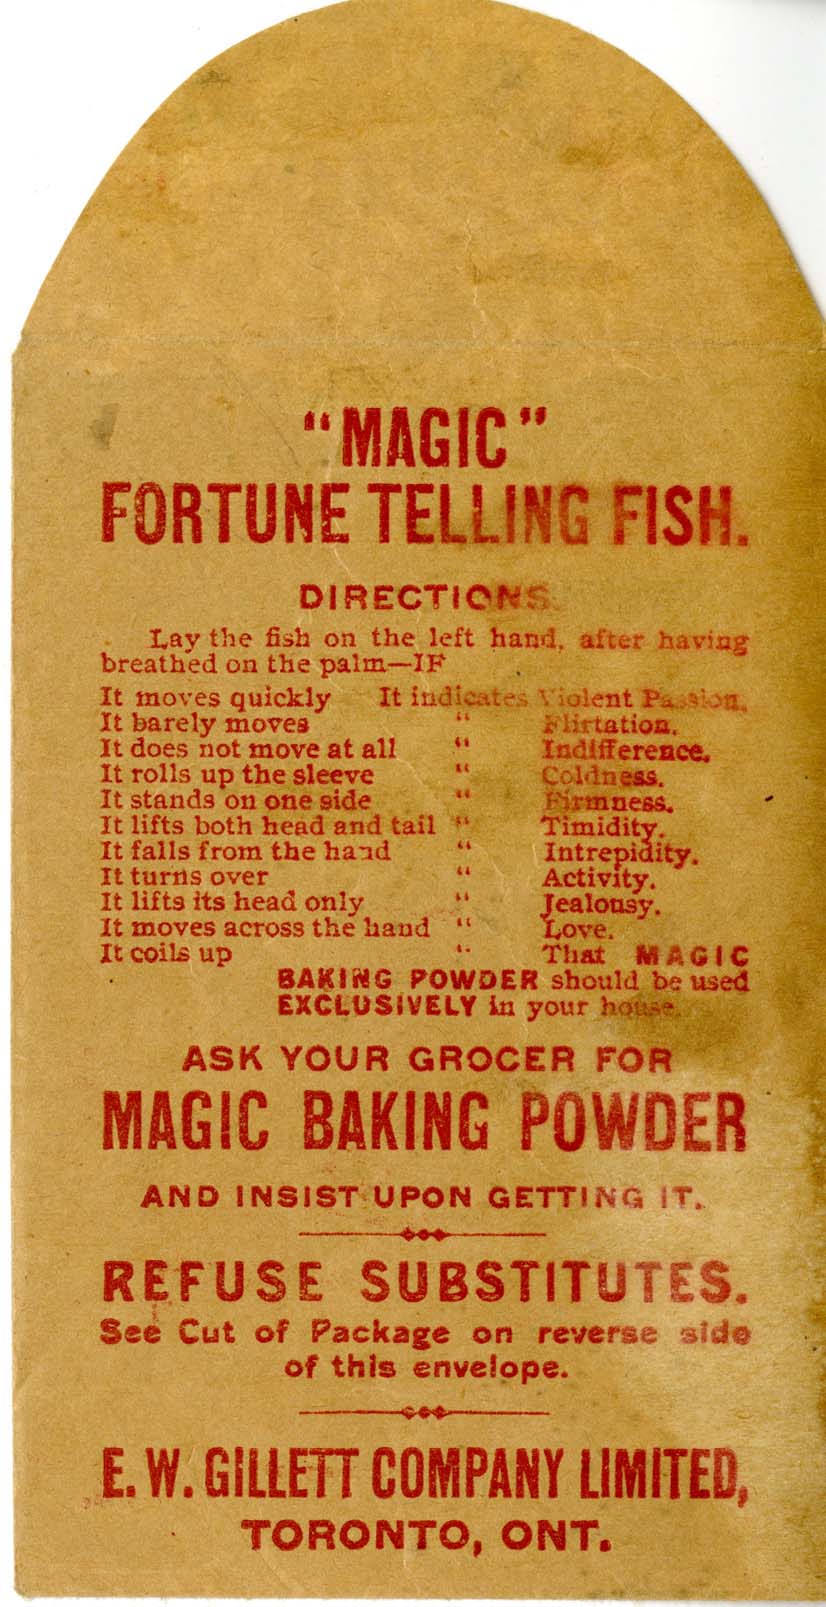 "MAGIC"
FORTUNE TELLING FISH.
DIRECTIONS.
Lay the fish on the left hand, after having
breathed on the palm—IF
It moves quickly It indicates Violent Passion.
It barely moves " Flirtation.
It does not move at all " Indifference.
It rolls up the sleeve " Coldness.
It stands on one side " Firmness.
It lifts both head and tail " Timidity.
It falls from the hand " Intrepidity.
It turns over " Activity.
It lifts its head only " Jealousy.
It moves across the hand " Love.
It coils up " That MAGIC
BAKING POWDER should be used
EXCLUSIVELY in your house.
ASK YOUR GROCER FOR
MAGIC BAKING POWDER
AND INSIST UPON GETTING IT.
REFUSE SUBSTITUTES.
See Cut of Package on reverse side
of this envelope.
E. W. GILLETT COMPANY LIMITED,
TORONTO, ONT.